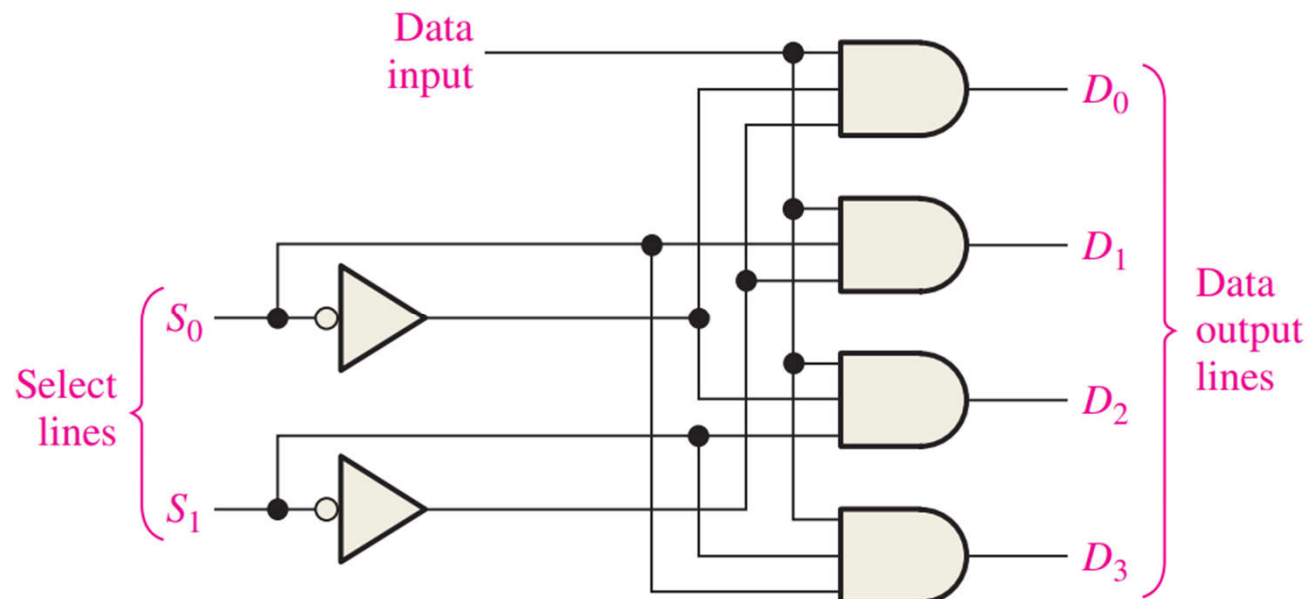 Data
input
D₀
D₁
S₀
Select
lines
S₁
D₂
D₃
Data
output
lines